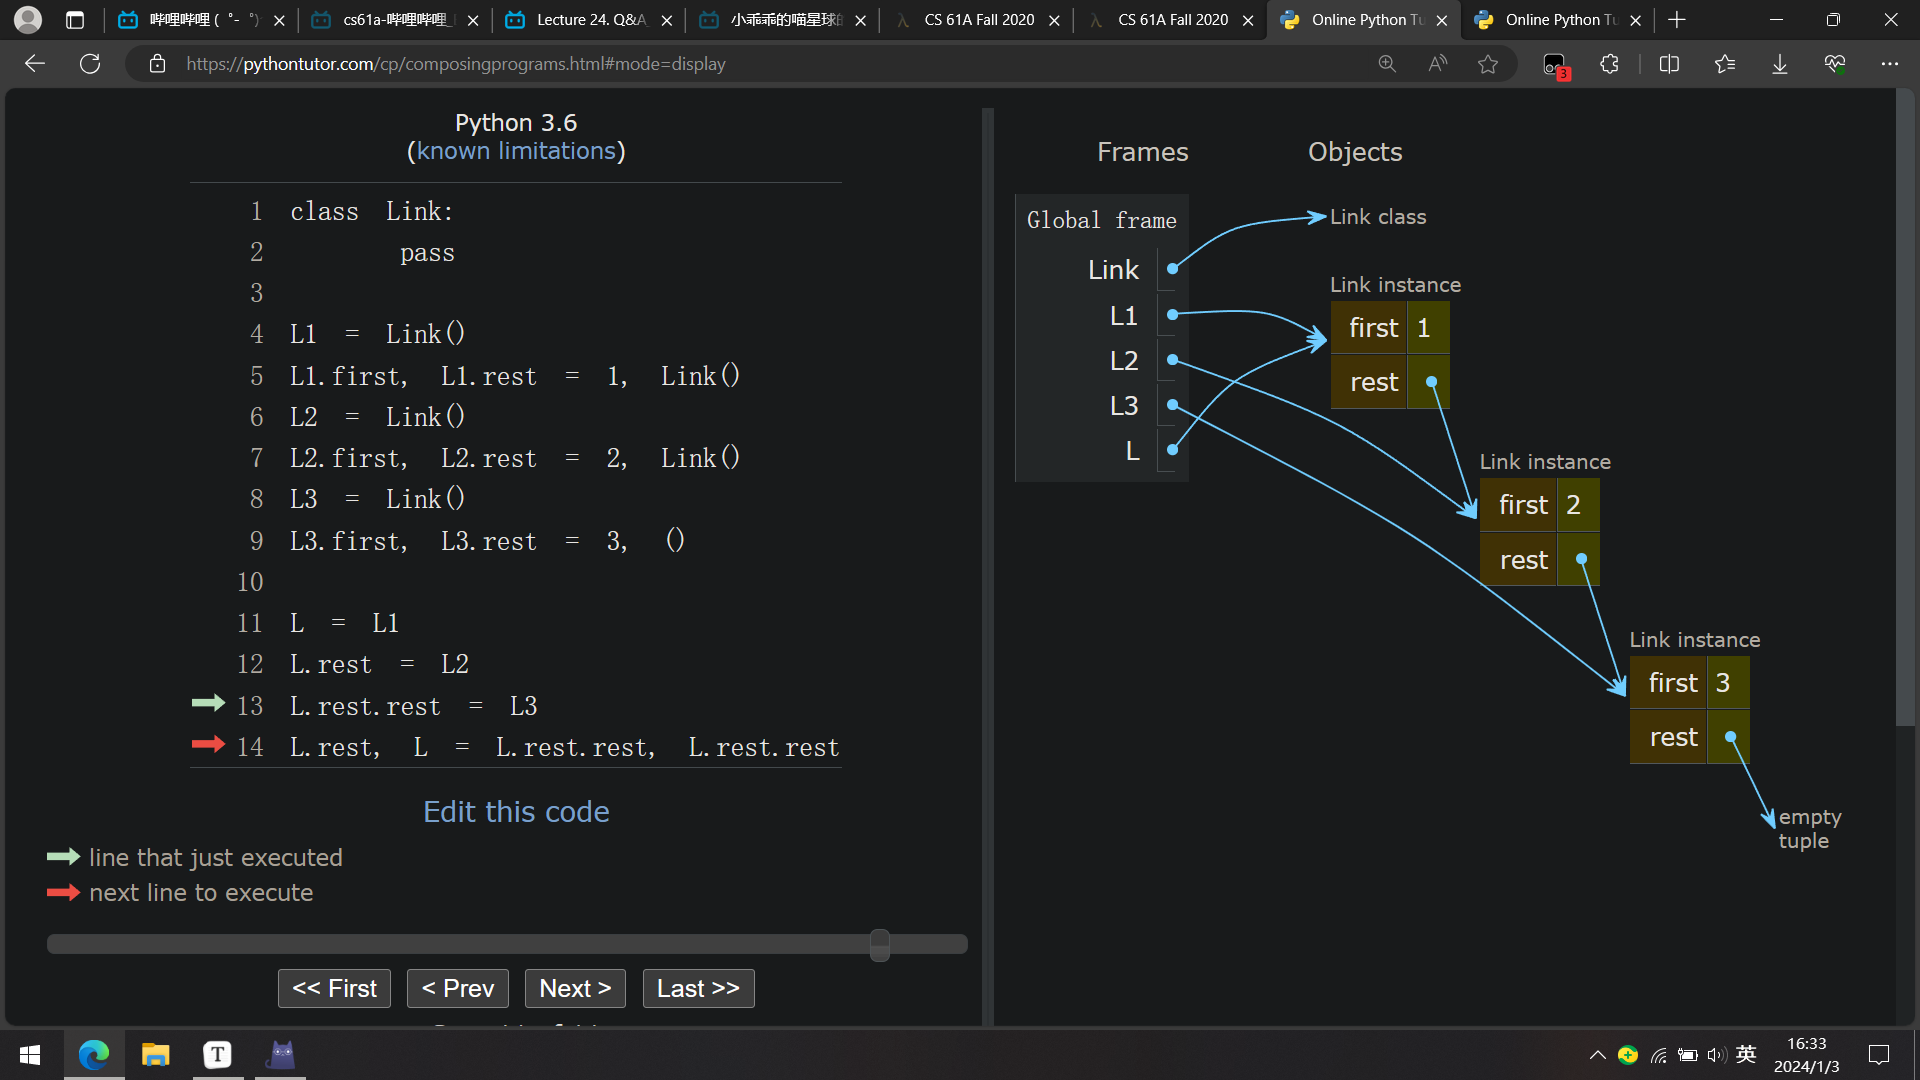 哔哩哔哩 ( ゜- ゜)
cs61a-哔哩哔哩_
Lecture 24. Q&A_
小乖乖的喵星球的
CS 61A Fall 2020
CS 61A Fall 2020
Online Python Tu
Online Python Tu
https://pythontutor.com/cp/composingprograms.html#mode=display
3
Python 3.6
(known limitations)
1 class Link:
2 pass
3
4 L1 = Link()
5 L1.first, L1.rest = 1, Link()
6 L2 = Link()
7 L2.first, L2.rest = 2, Link()
8 L3 = Link()
9 L3.first, L3.rest = 3, ()
10
11 L = L1
12 L.rest = L2
13 L.rest.rest = L3
14 L.rest, L = L.rest.rest, L.rest.rest
Edit this code
line that just executed
next line to execute
<< First
< Prev
Next >
Last >>
Frames
Objects
Global frame
Link
L1
L2
L3
L
Link class
Link instance
first 1
rest
Link instance
first 2
rest
Link instance
first 3
rest
empty
tuple
T
英
16:33
2024/1/3